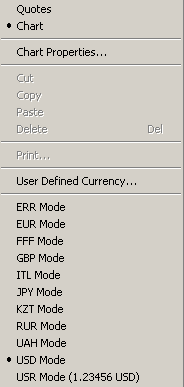 Quotes
Chart
Chart Properties...
Cut
Copy
Paste
Delete Del
Print...
User Defined Currency...
ERR Mode
EUR Mode
FFF Mode
GBP Mode
ITL Mode
JPY Mode
KZT Mode
RUR Mode
UAH Mode
USD Mode
USR Mode (1.23456 USD)